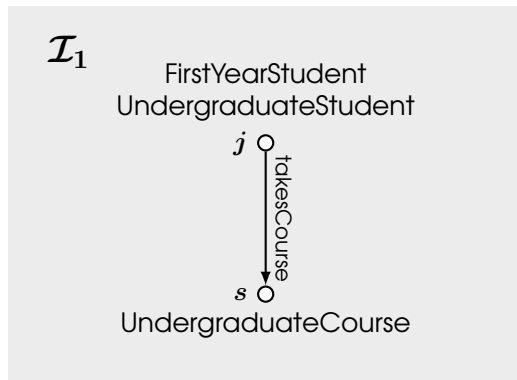 𝓘₁
FirstYearStudent
UndergraduateStudent
j
takesCourse
s
UndergraduateCourse